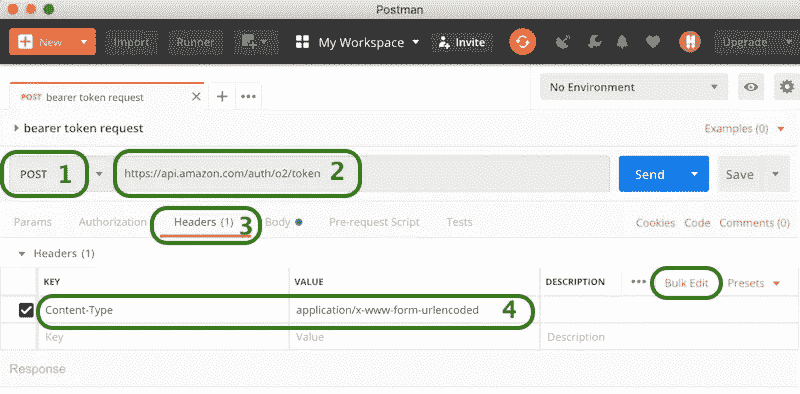 Postman
New Import Runner My Workspace Invite Upgrade
POST bearer token request No Environment
bearer token request Examples (0)
POST 1 https://api.amazon.com/auth/o2/token 2 Send Save
Params Authorization Headers (1) 3 Body Pre-request Script Tests Cookies Code Comments (0)
Headers (1)
KEY VALUE DESCRIPTION Bulk Edit Presets
Content-Type application/x-www-form-urlencoded 4
Key Value Description
Response